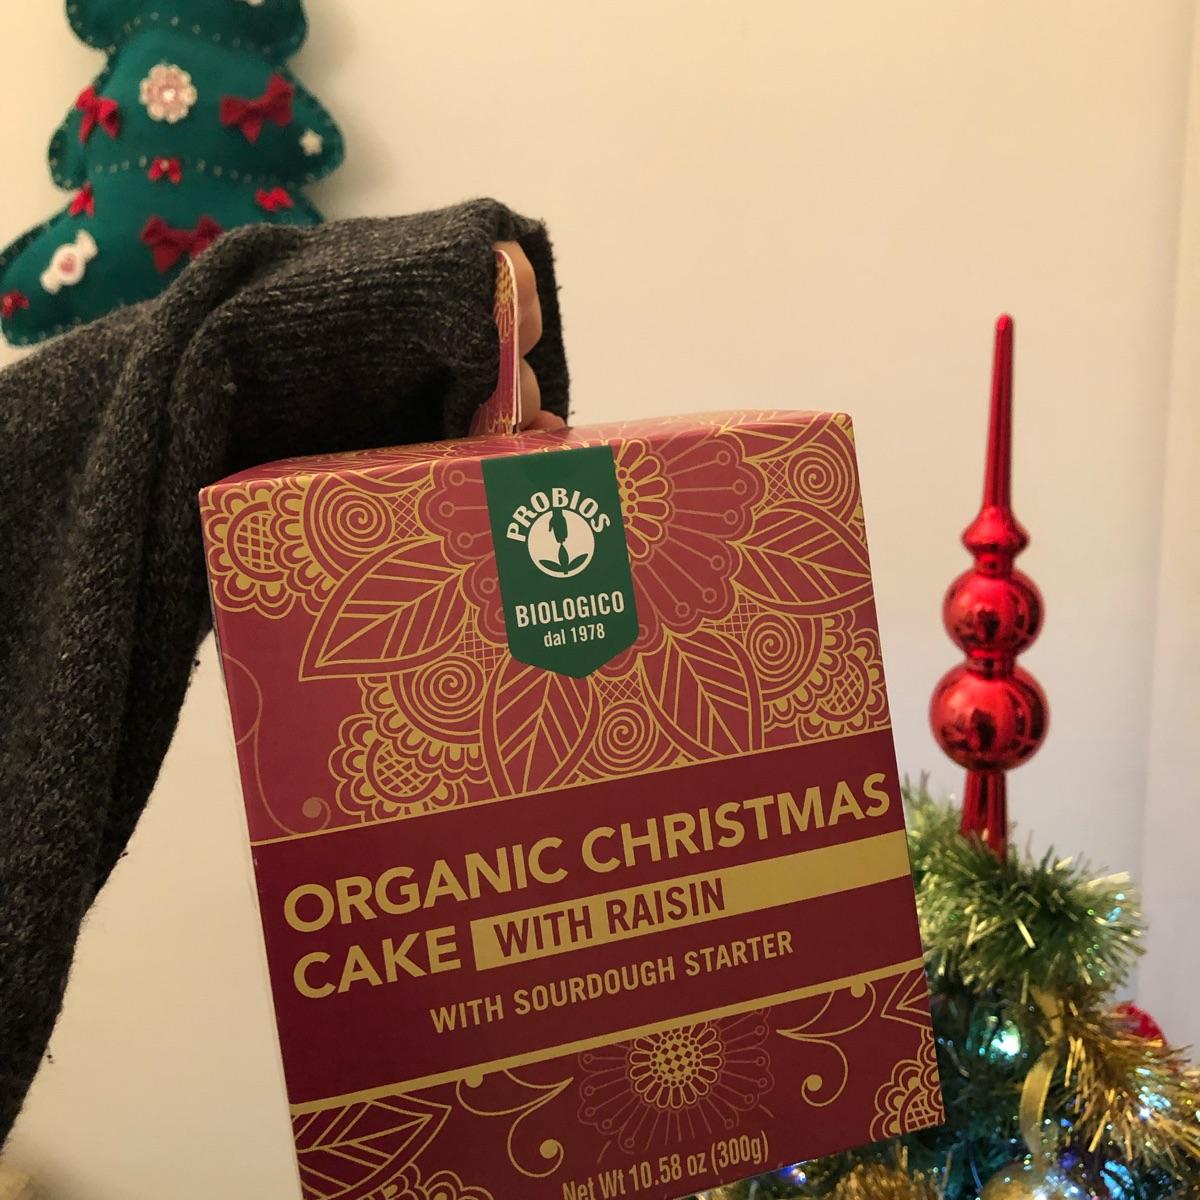 PROBIOS
BIOLOGICO
dal 1978
ORGANIC CHRISTMAS
CAKE WITH RAISIN
WITH SOURDOUGH STARTER
Net Wt 10.58 oz (300g)